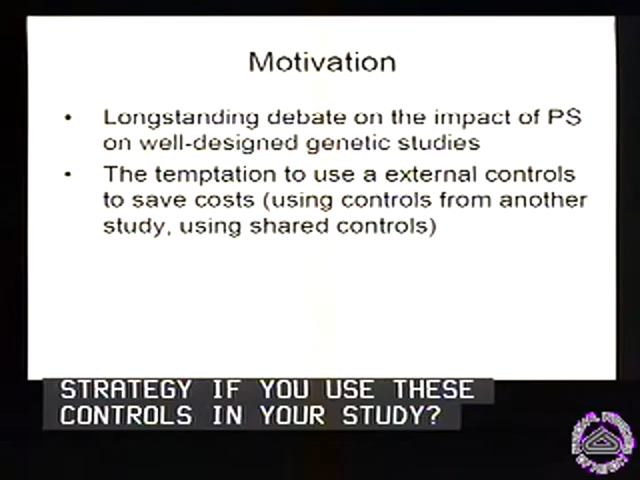 Motivation
• Longstanding debate on the impact of PS
on well-designed genetic studies
• The temptation to use a external controls
to save costs (using controls from another
study, using shared controls)
STRATEGY IF YOU USE THESE
CONTROLS IN YOUR STUDY?